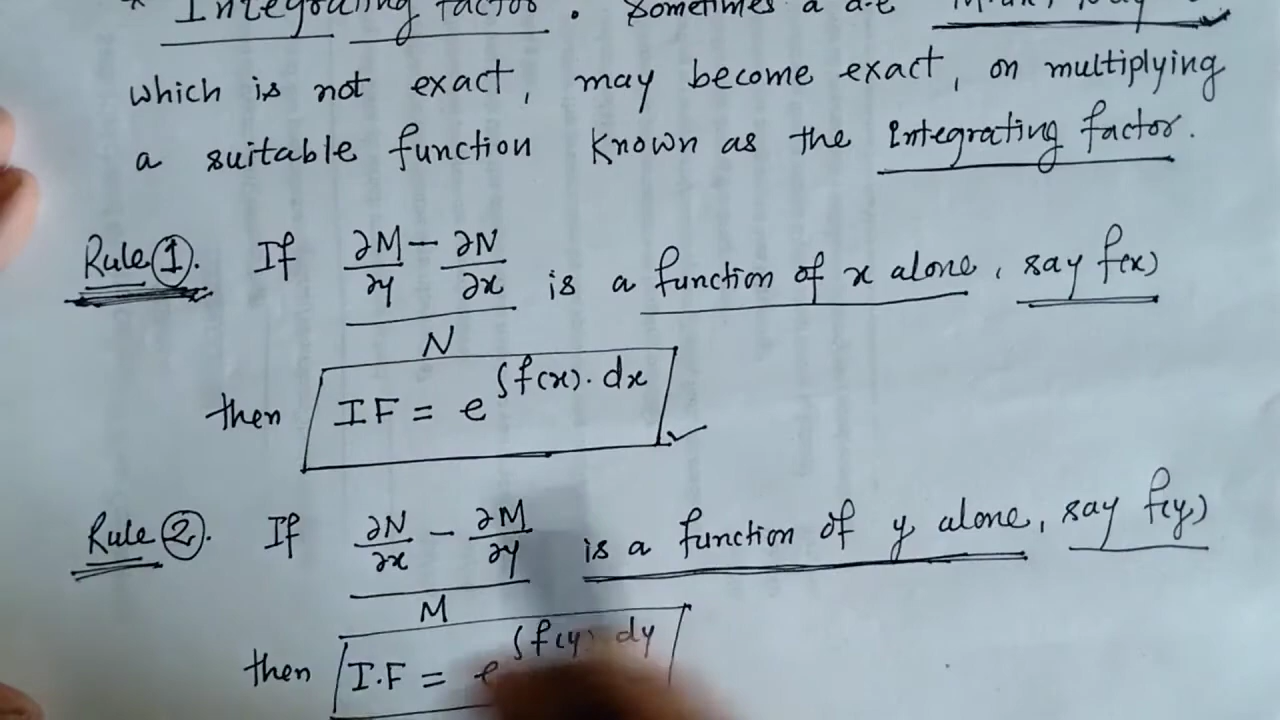 * Integrating factor. Sometimes a d.e
which is not exact, may become exact, on multiplying
a suitable function known as the Integrating factor.
Rule ①. If ∂M/∂y − ∂N/∂x / N is a function of x alone, say f(x)
then IF = e^∫f(x).dx
Rule ②. If ∂N/∂x − ∂M/∂y / M is a function of y alone, say f(y)
then I.F = e^∫f(y) dy